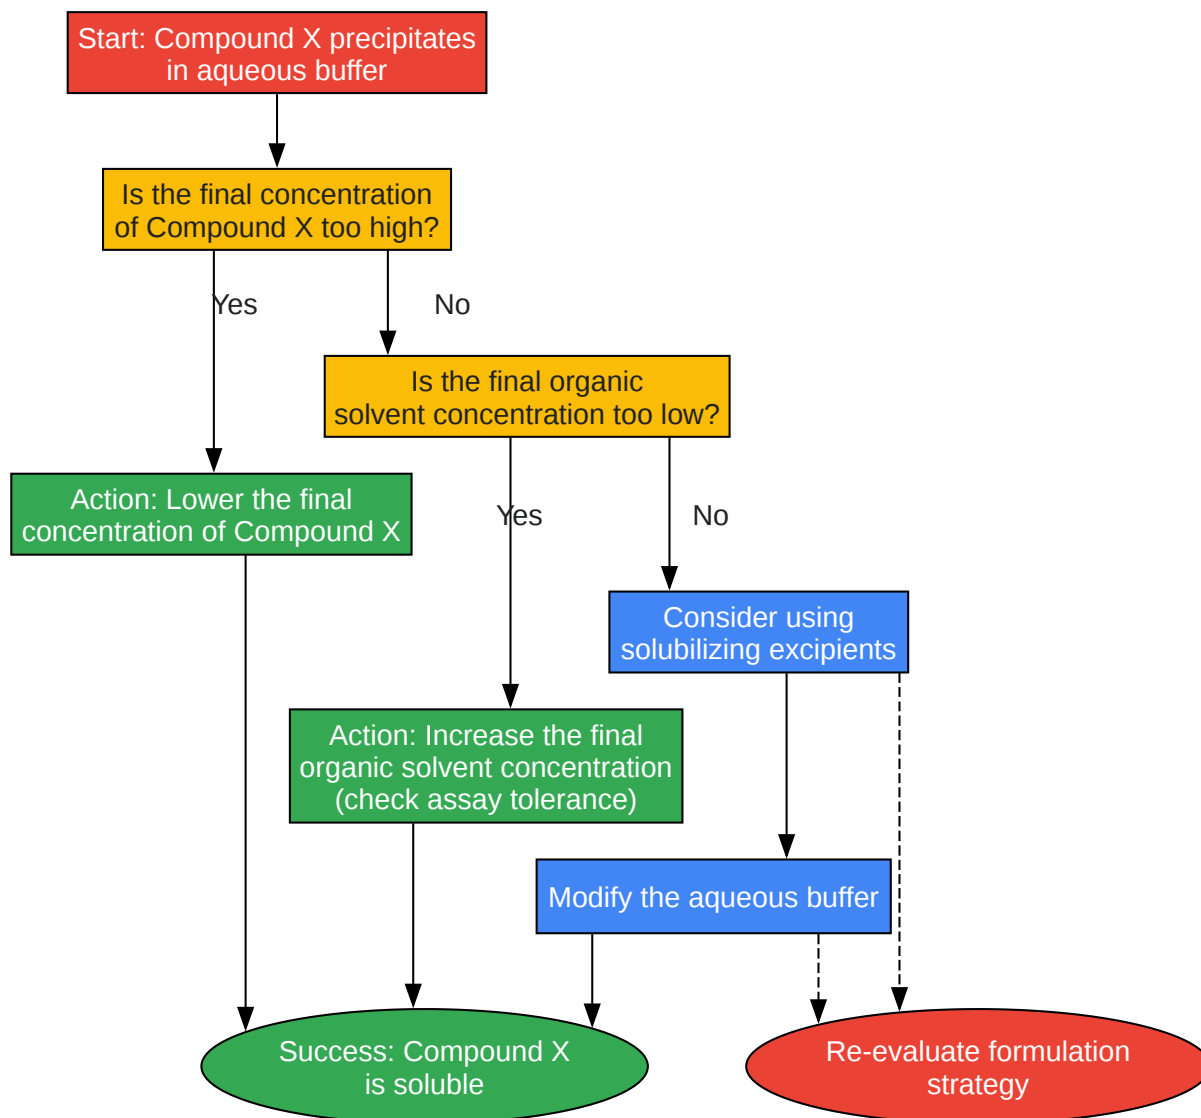 Start: Compound X precipitates
in aqueous buffer
Is the final concentration
of Compound X too high?
Yes
No
Is the final organic
solvent concentration too low?
Action: Lower the final
concentration of Compound X
Yes
No
Consider using
solubilizing excipients
Action: Increase the final
organic solvent concentration
(check assay tolerance)
Modify the aqueous buffer
Success: Compound X
is soluble
Re-evaluate formulation
strategy